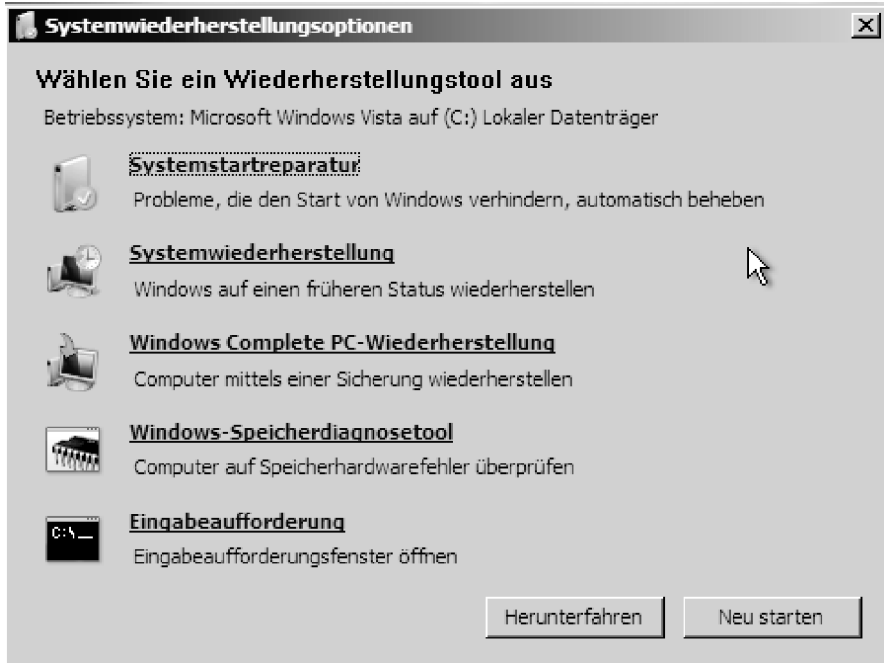 Systemwiederherstellungsoptionen
Wählen Sie ein Wiederherstellungstool aus
Betriebssystem: Microsoft Windows Vista auf (C:) Lokaler Datenträger
Systemstartreparatur
Probleme, die den Start von Windows verhindern, automatisch beheben
Systemwiederherstellung
Windows auf einen früheren Status wiederherstellen
Windows Complete PC-Wiederherstellung
Computer mittels einer Sicherung wiederherstellen
Windows-Speicherdiagnosetool
Computer auf Speicherhardwarefehler überprüfen
C:\_
Eingabeaufforderung
Eingabeaufforderungsfenster öffnen
Herunterfahren Neu starten